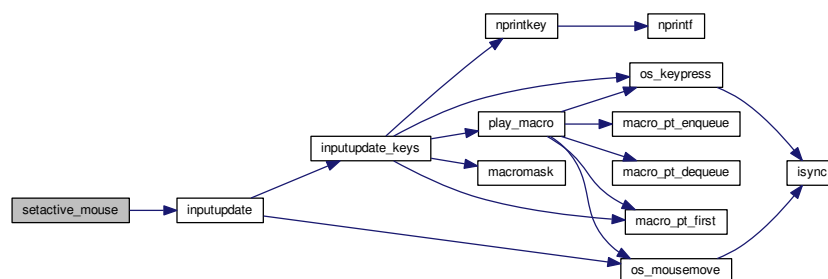 nprintkey
nprintf
os_keypress
play_macro
macro_pt_enqueue
inputupdate_keys
macromask
macro_pt_dequeue
isync
setactive_mouse
inputupdate
macro_pt_first
os_mousemove